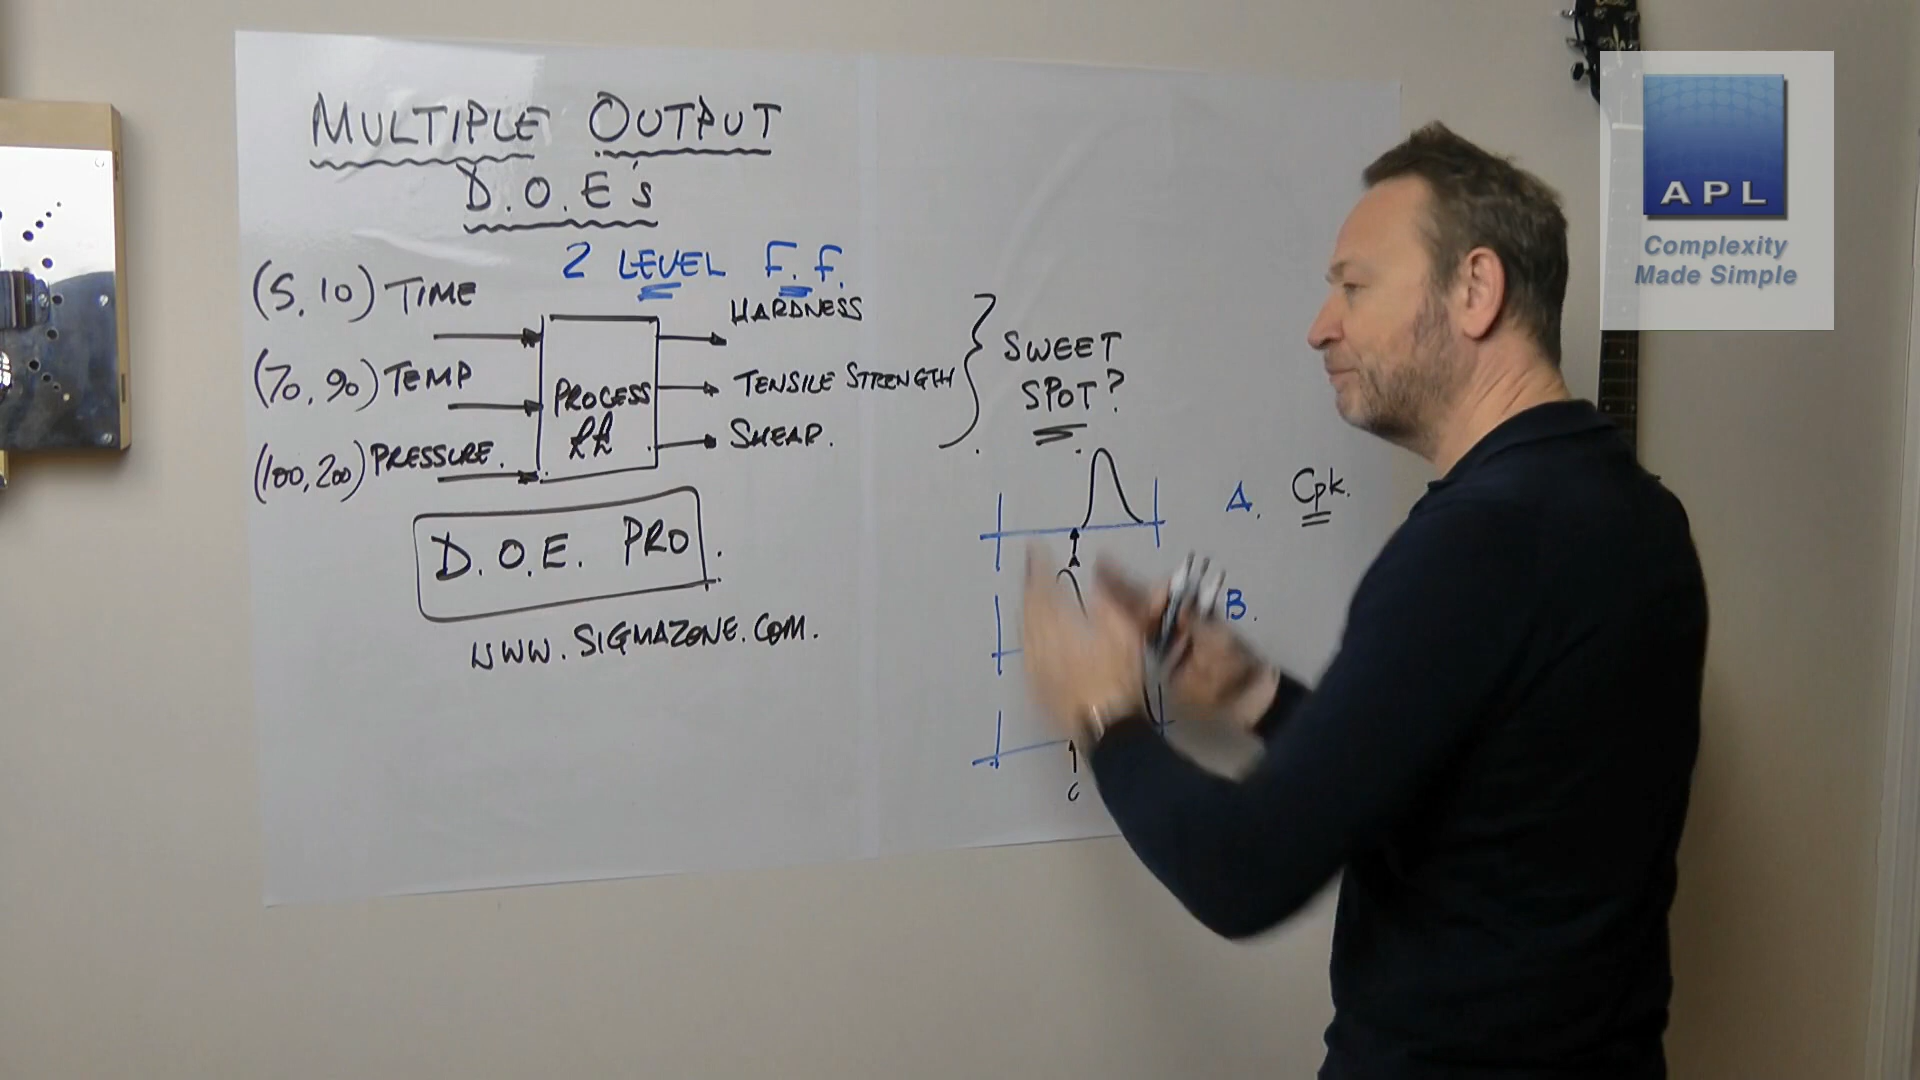 MULTIPLE OUTPUT
D.O.E's
2 LEVEL F.F.
(5, 10) TIME
(70, 90) TEMP
(100, 200) PRESSURE.
PROCESS
HARDNESS
TENSILE STRENGTH
SHEAR.
SWEET
SPOT?
D.O.E. PRO.
WWW.SIGMAZONE.COM.
A. Cpk.
A
B.
C
APL
Complexity
Made Simple